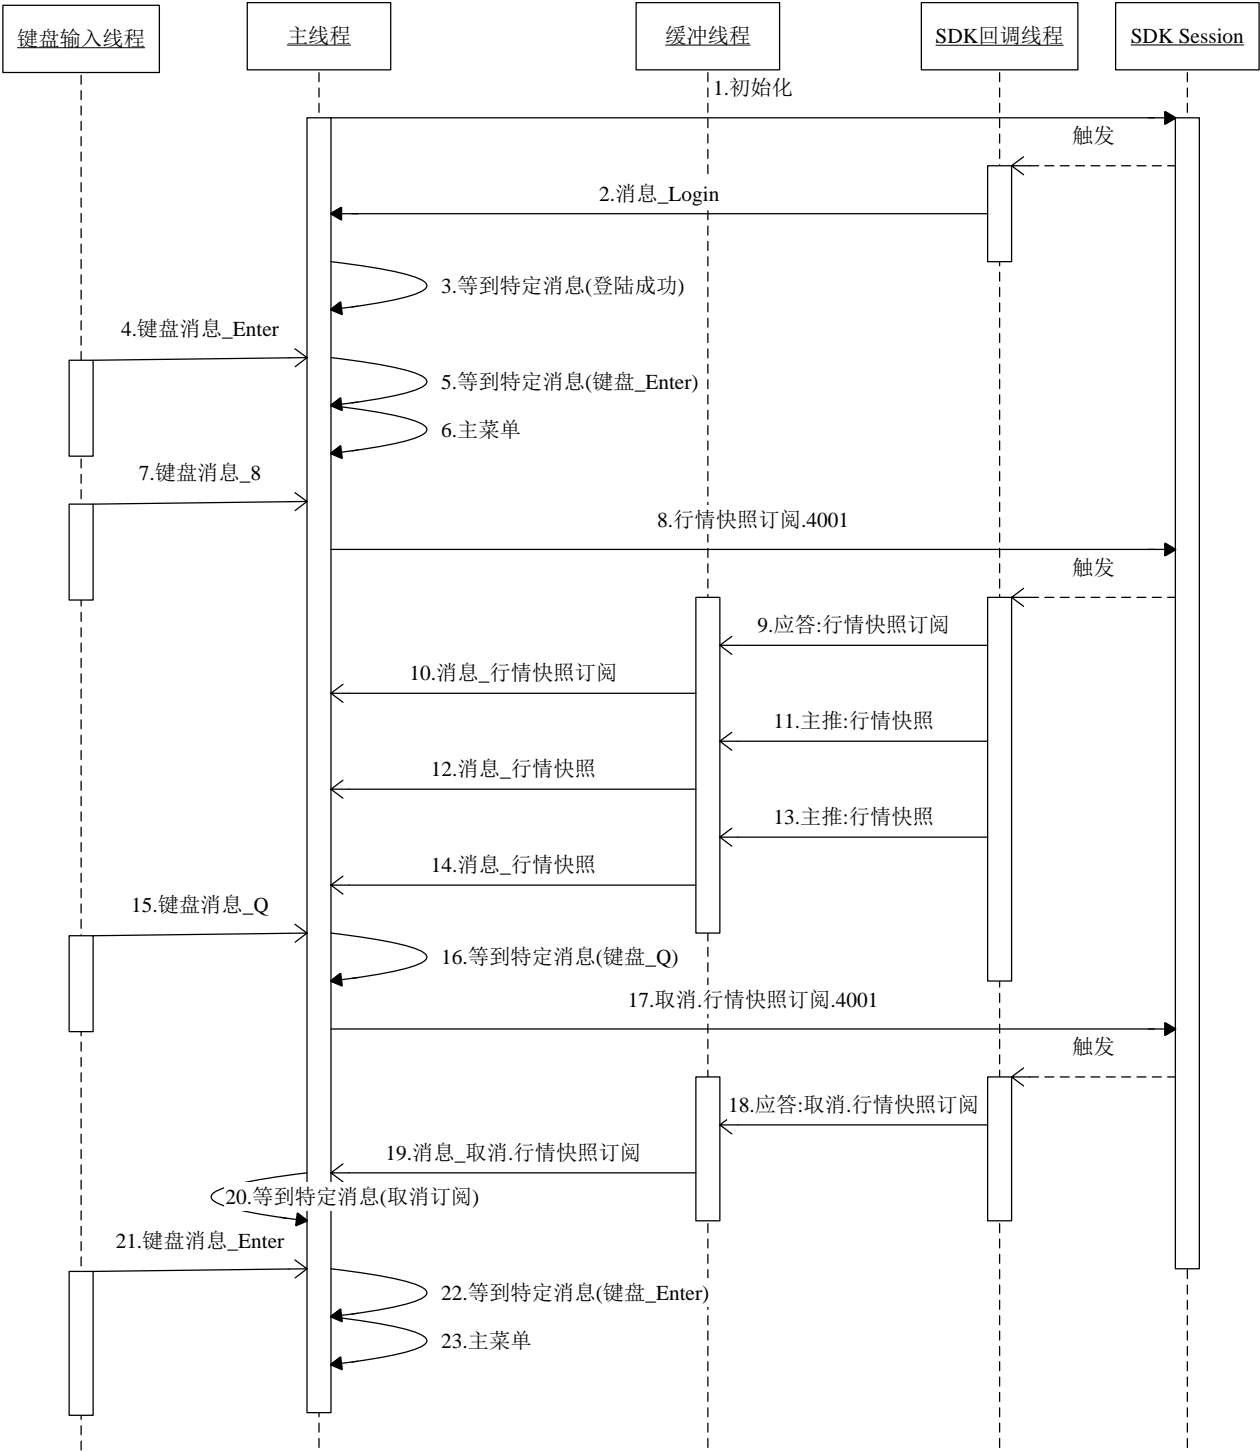 键盘输入线程
主线程
缓冲线程
SDK回调线程
SDK Session
1.初始化
触发
2.消息_Login
3.等到特定消息(登陆成功)
4.键盘消息_Enter
5.等到特定消息(键盘_Enter)
6.主菜单
7.键盘消息_8
8.行情快照订阅.4001
触发
9.应答:行情快照订阅
10.消息_行情快照订阅
11.主推:行情快照
12.消息_行情快照
13.主推:行情快照
14.消息_行情快照
15.键盘消息_Q
16.等到特定消息(键盘_Q)
17.取消.行情快照订阅.4001
触发
18.应答:取消.行情快照订阅
19.消息_取消.行情快照订阅
20.等到特定消息(取消订阅)
21.键盘消息_Enter
22.等到特定消息(键盘_Enter)
23.主菜单